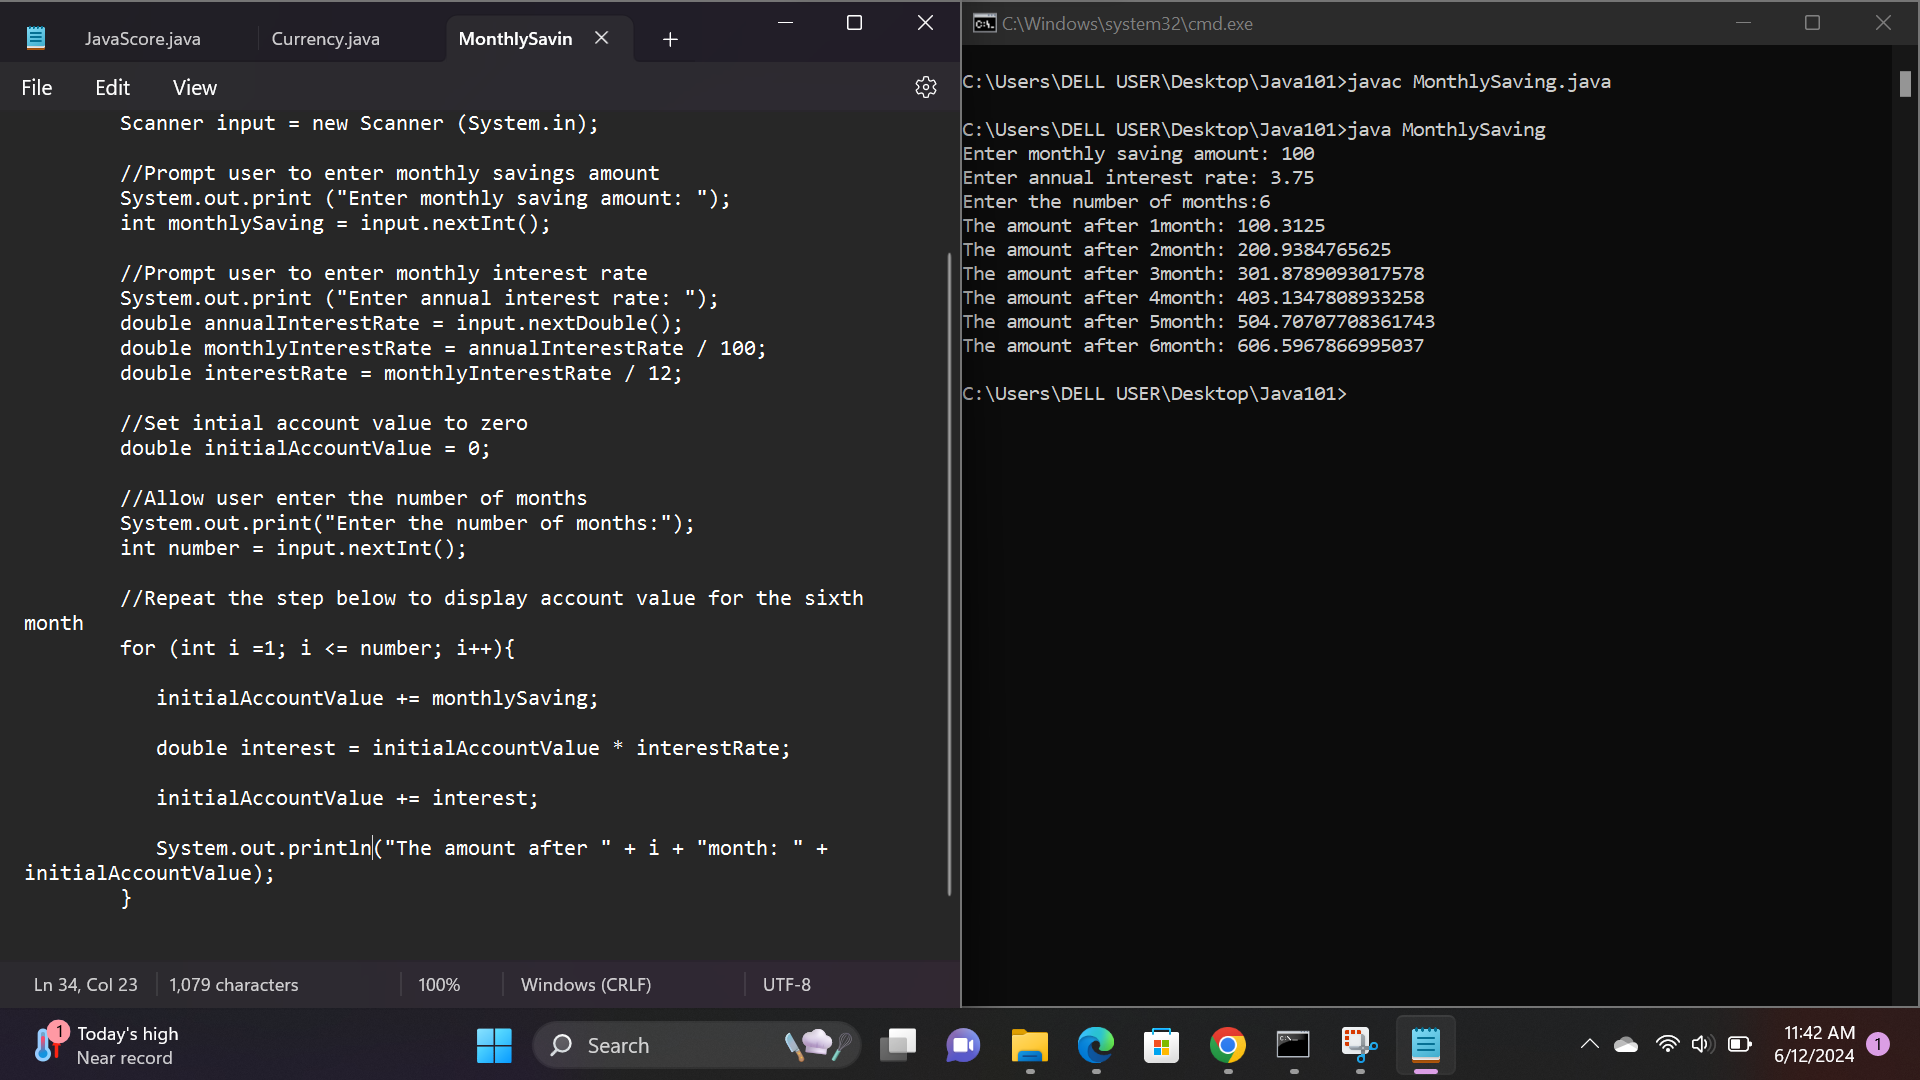 JavaScore.java
Currency.java
MonthlySavin
File
Edit
View
Scanner input = new Scanner (System.in);
//Prompt user to enter monthly savings amount
System.out.print ("Enter monthly saving amount: ");
int monthlySaving = input.nextInt();
//Prompt user to enter monthly interest rate
System.out.print ("Enter annual interest rate: ");
double annualInterestRate = input.nextDouble();
double monthlyInterestRate = annualInterestRate / 100;
double interestRate = monthlyInterestRate / 12;
//Set intial account value to zero
double initialAccountValue = 0;
//Allow user enter the number of months
System.out.print("Enter the number of months:");
int number = input.nextInt();
//Repeat the step below to display account value for the sixth
month
for (int i =1; i <= number; i++){
initialAccountValue += monthlySaving;
double interest = initialAccountValue * interestRate;
initialAccountValue += interest;
System.out.println("The amount after " + i + "month: " +
initialAccountValue);
}
Ln 34, Col 23
1,079 characters
100%
Windows (CRLF)
UTF-8
C:\Windows\system32\cmd.exe
C:\Users\DELL USER\Desktop\Java101>javac MonthlySaving.java
C:\Users\DELL USER\Desktop\Java101>java MonthlySaving
Enter monthly saving amount: 100
Enter annual interest rate: 3.75
Enter the number of months:6
The amount after 1month: 100.3125
The amount after 2month: 200.9384765625
The amount after 3month: 301.8789093017578
The amount after 4month: 403.1347808933258
The amount after 5month: 504.70707708361743
The amount after 6month: 606.5967866995037
C:\Users\DELL USER\Desktop\Java101>
1
Today's high
Near record
Search
11:42 AM
6/12/2024
1